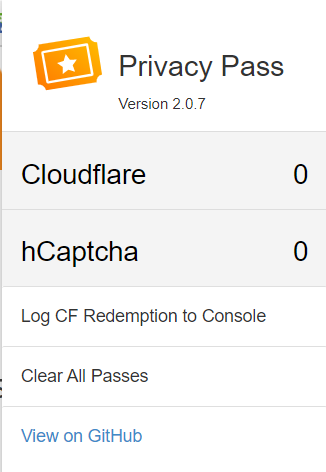 Privacy Pass
Version 2.0.7
Cloudflare 0
hCaptcha 0
Log CF Redemption to Console
Clear All Passes
View on GitHub